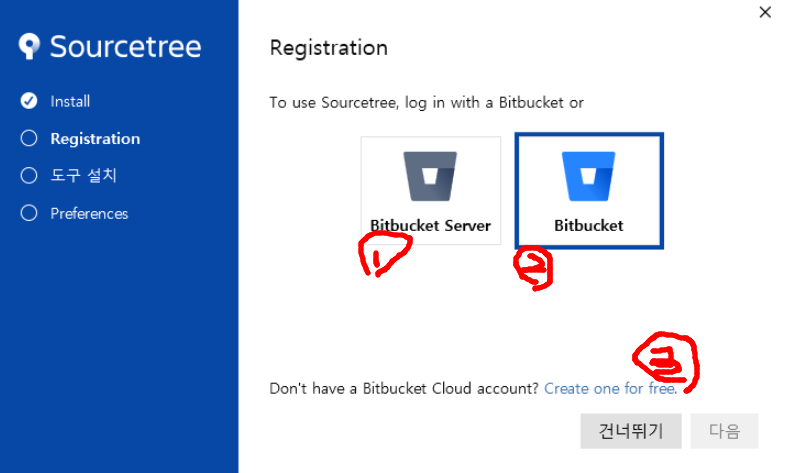 Sourcetree
Install
Registration
도구 설치
Preferences
Registration
To use Sourcetree, log in with a Bitbucket or
Bitbucket Server
Bitbucket
1
2
3
Don't have a Bitbucket Cloud account? Create one for free.
건너뛰기
다음